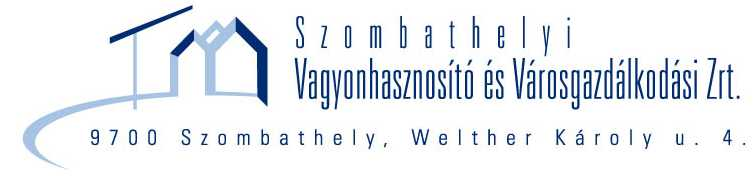 Szombathelyi
Vagyonhasznosító és Városgazdálkodási Zrt.
9700 Szombathely, Welther Károly u. 4.